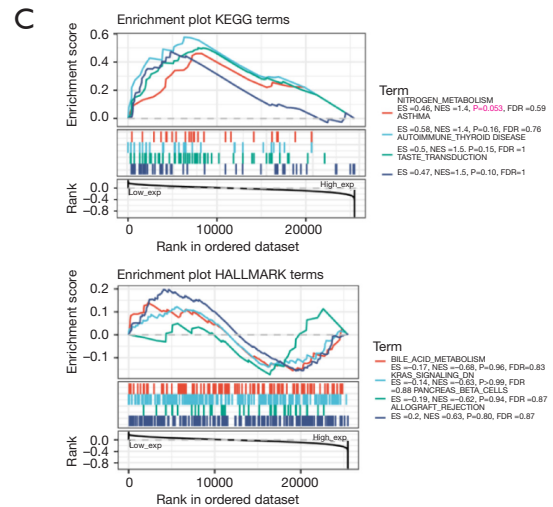 C
Enrichment plot KEGG terms
Enrichment score
0.6
0.4
0.2
0.0
Rank
0.0
−0.4
−0.8
Low_exp
High_exp
0
10000
20000
Rank in ordered dataset
Term
NITROGEN_METABOLISM
ES =0.46, NES =1.4, P=0.053, FDR =0.59
ASTHMA
ES =0.58, NES =1.4, P=0.16, FDR =0.76
AUTOIMMUNE_THYROID DISEASE
ES =0.5, NES =1.5, P=0.15, FDR =1
TASTE_TRANSDUCTION
ES =0.47, NES=1.5, P=0.10, FDR=1
Enrichment plot HALLMARK terms
Enrichment score
0.2
0.1
0.0
−0.1
Rank
0.0
−0.4
−0.8
Low_exp
High_exp
0
10000
20000
Rank in ordered dataset
Term
BILE_ACID_METABOLISM
ES =−0.17, NES =−0.68, P=0.96, FDR=0.83
KRAS_SIGNALING_DN
ES =−0.14, NES =−0.63, P=0.99, FDR
=0.88 PANCREAS_BETA_CELLS
ES =−0.19, NES =−0.62, P=0.94, FDR =0.87
ALLOGRAFT_REJECTION
ES =0.2, NES =0.63, P=0.80, FDR =0.87